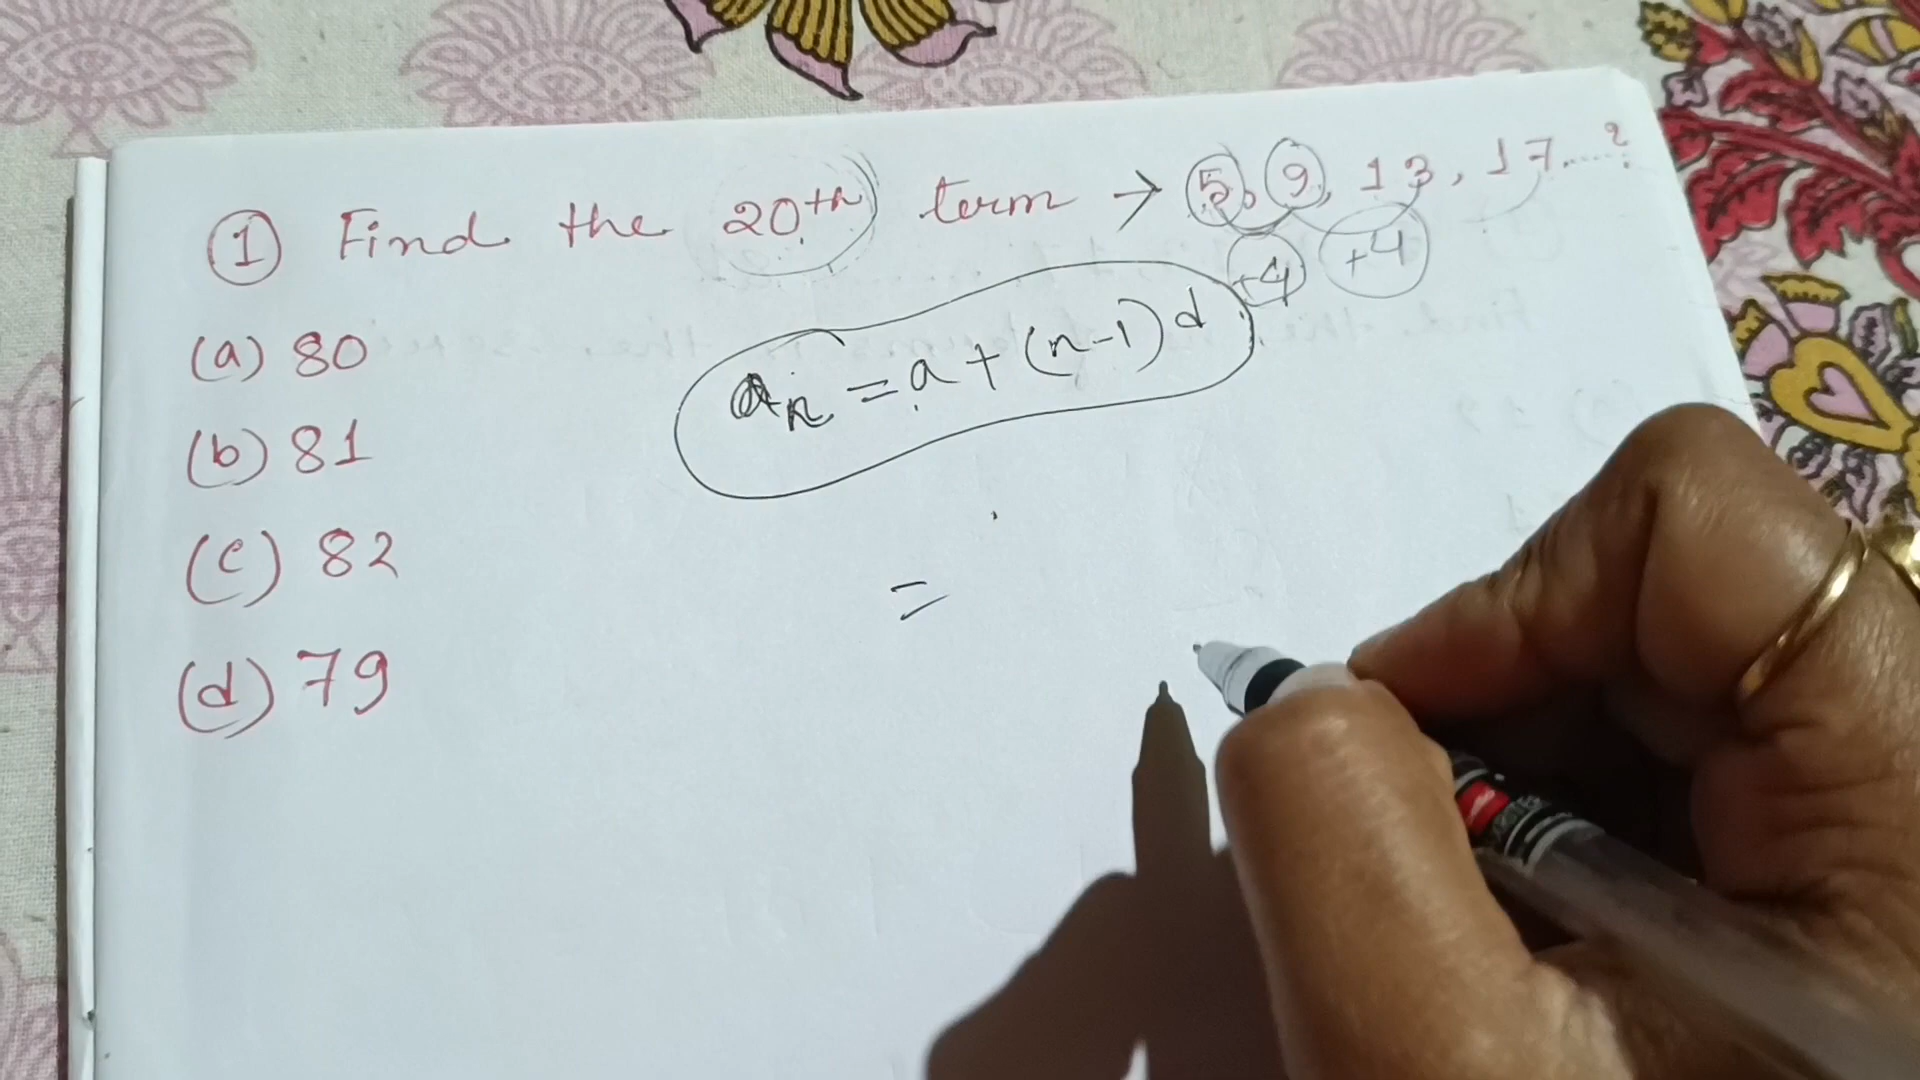 ① Find the 20th term → 5, 9, 13, 17.....?
+4 +4
(a) 80
aₙ = a + (n-1) d
(b) 81
(c) 82
=
(d) 79